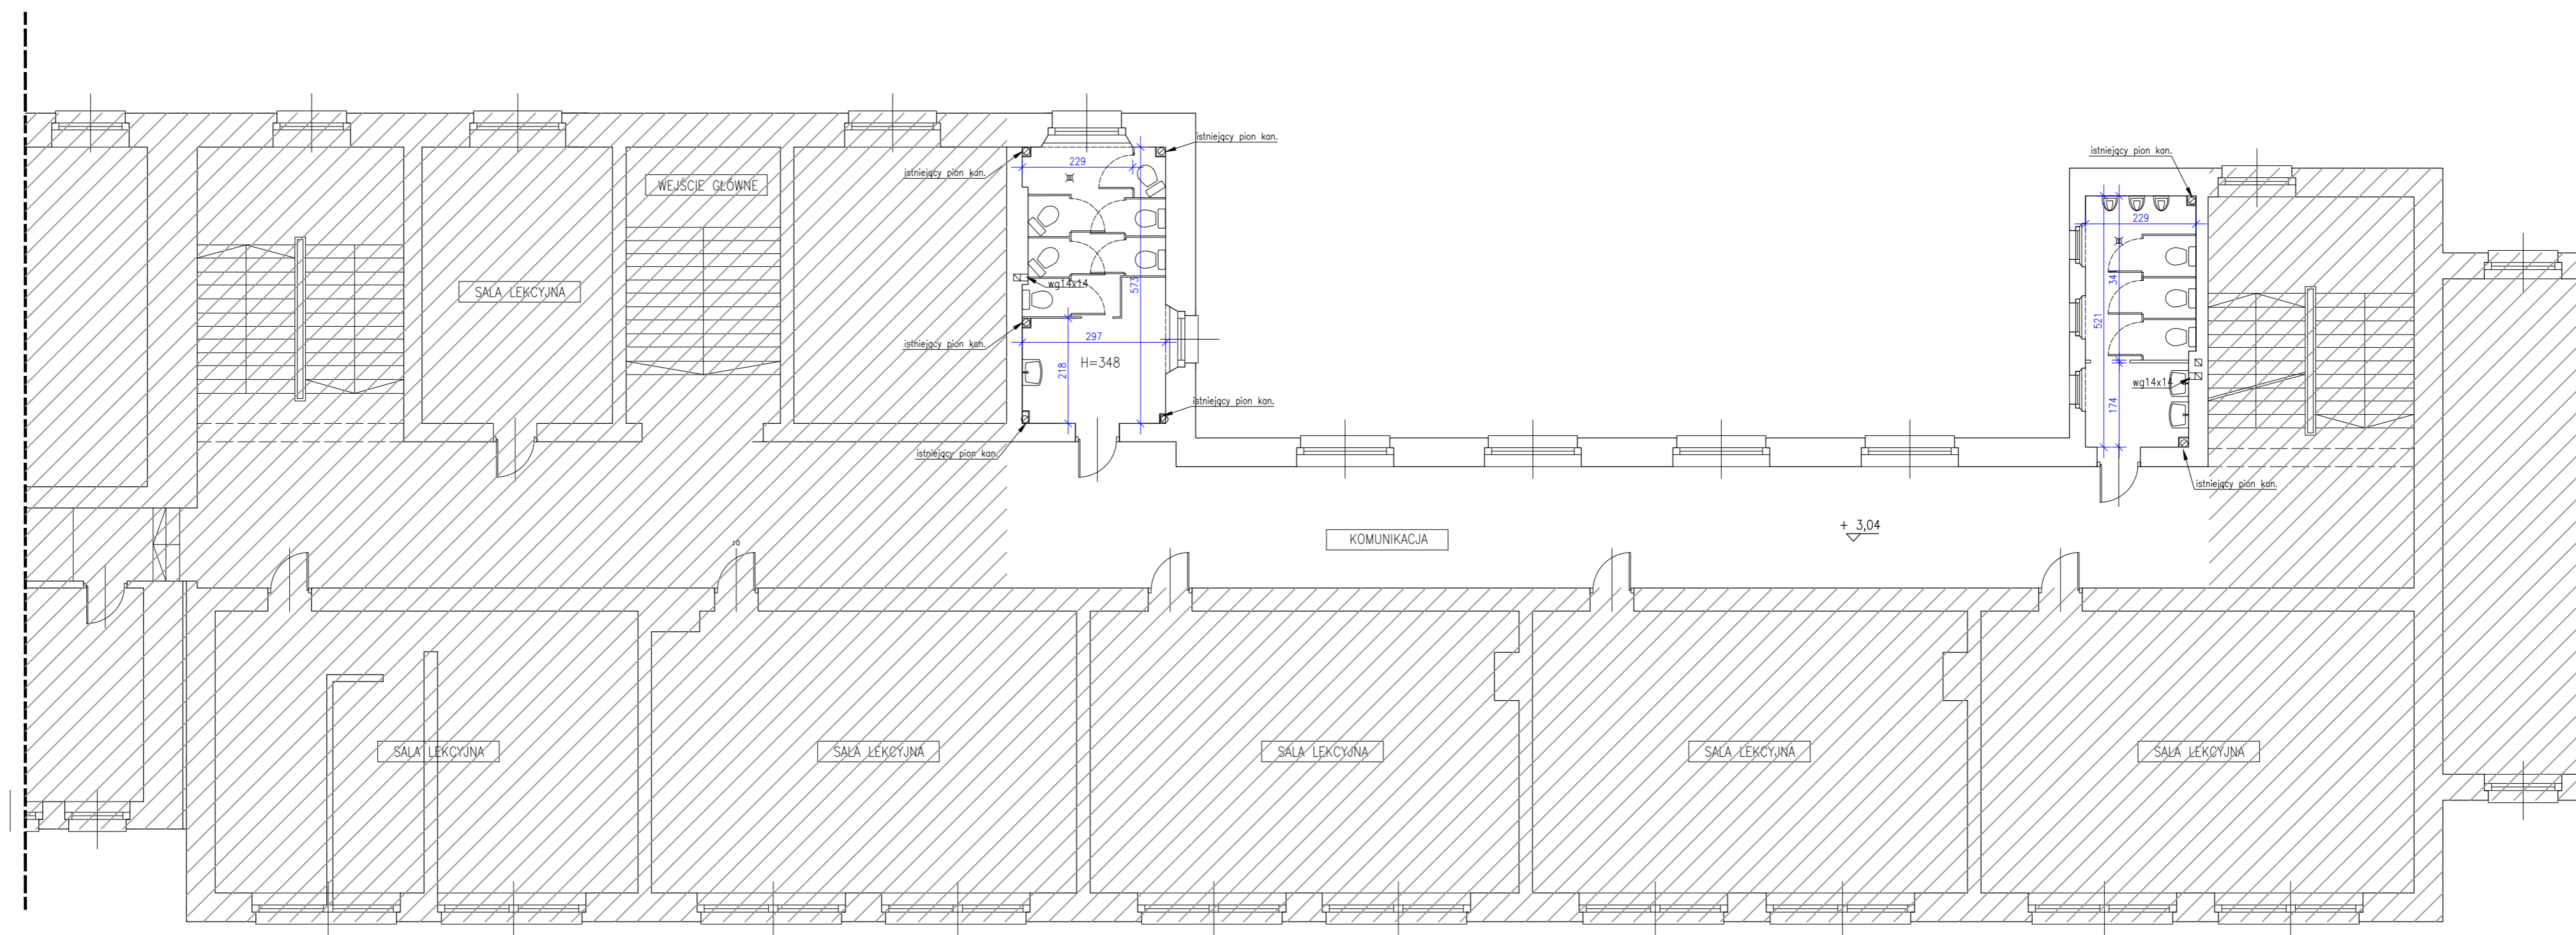 istniejący pion kan.
istniejący pion kan.
istniejący pion kan.
229
229
WEJŚCIE GŁÓWNE
SALA LEKCYJNA
wg14x14
573
34
521
istniejący pion kan.
297
218
H=348
wg14x14
174
istniejący pion kan.
istniejący pion kan.
istniejący pion kan.
+ 3,04
KOMUNIKACJA
SALA LEKCYJNA
SALA LEKCYJNA
SALA LEKCYJNA
SALA LEKCYJNA
SALA LEKCYJNA